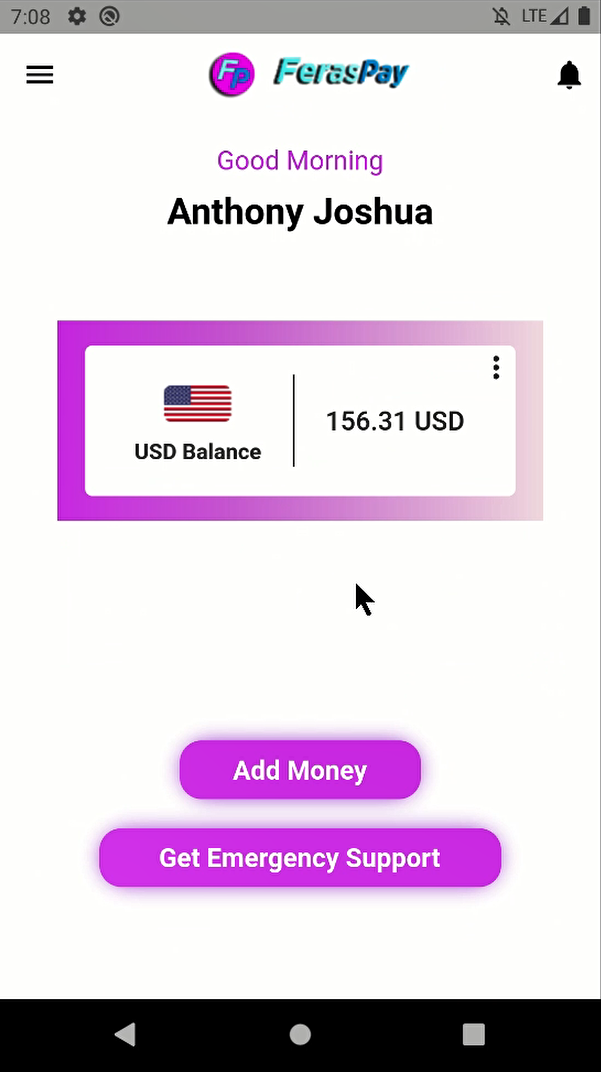 7:08 LTE
FP FerasPay
Good Morning
Anthony Joshua
USD Balance
156.31 USD
Add Money
Get Emergency Support